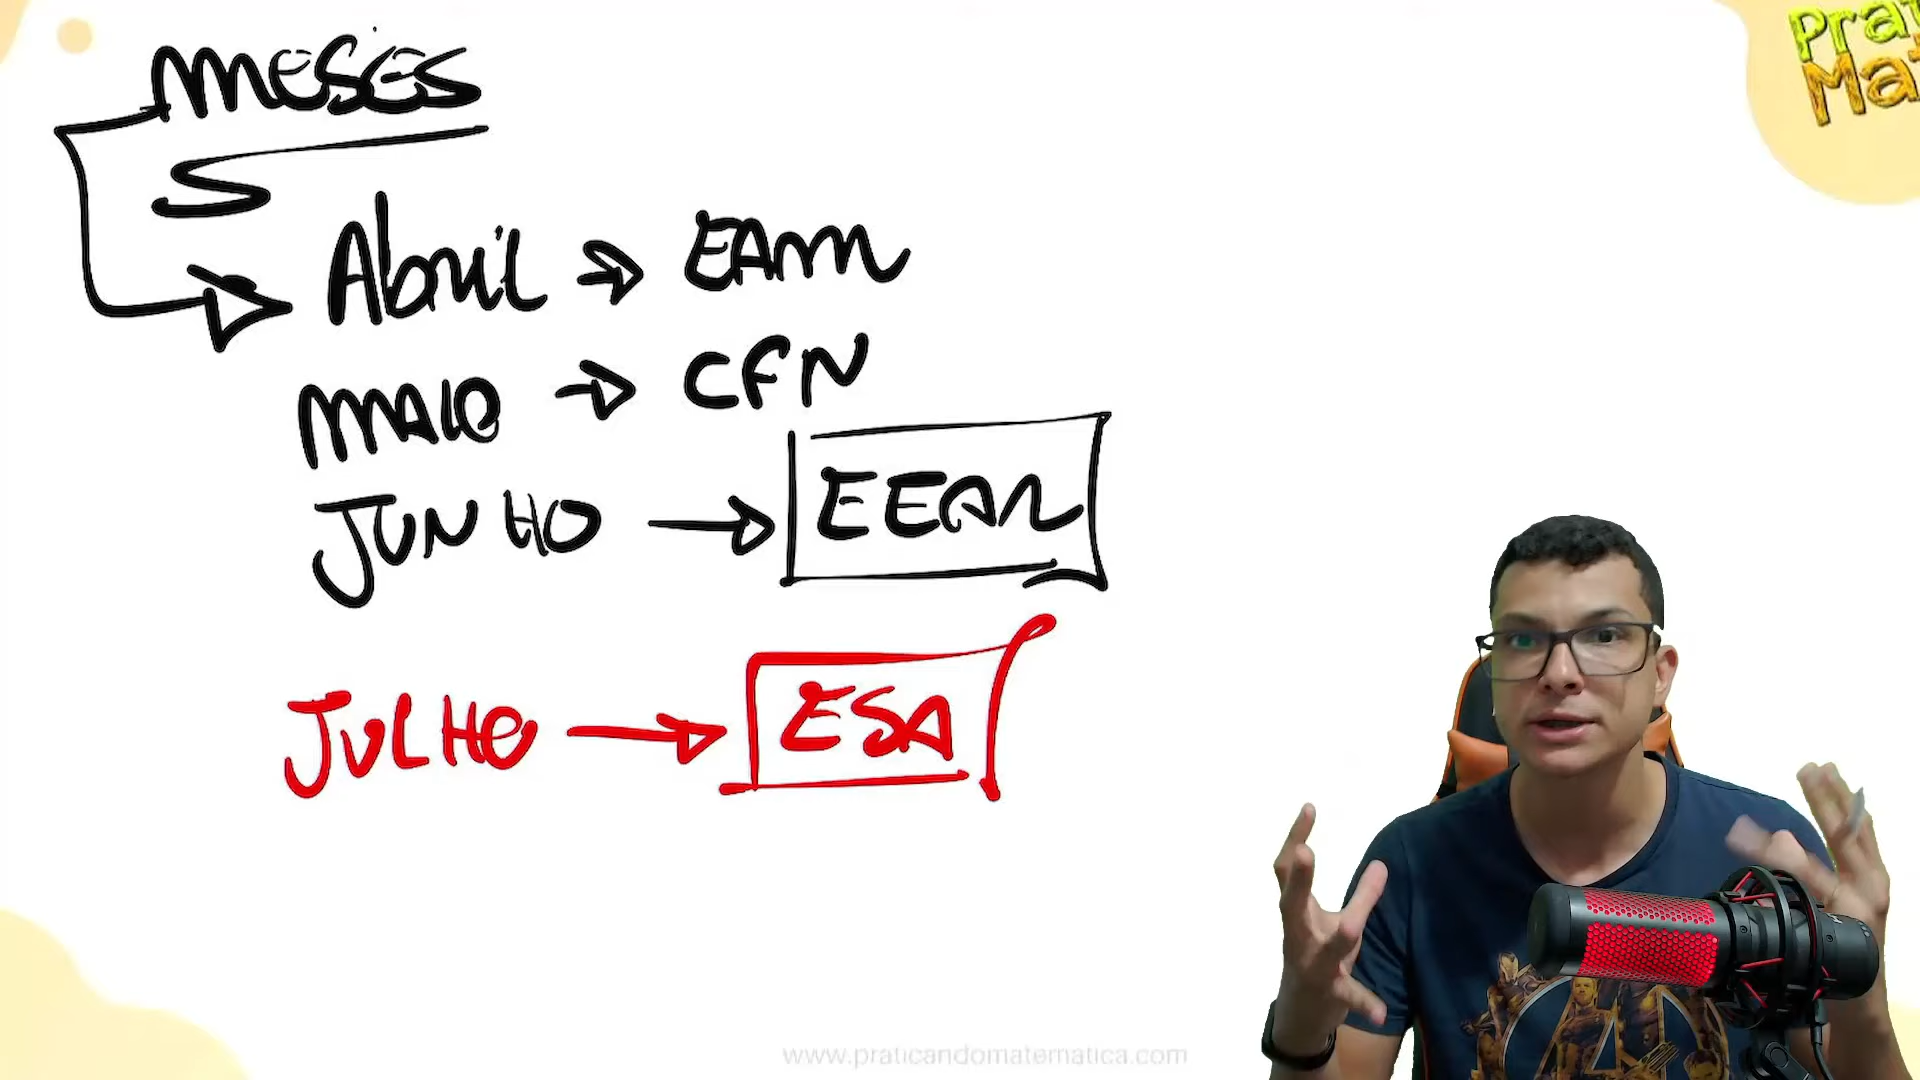 MESES
5
Abril → EAM
MAIO → CFN
JUNHO → EEAR
JULHO → ESA
www.praticandomatematica.com